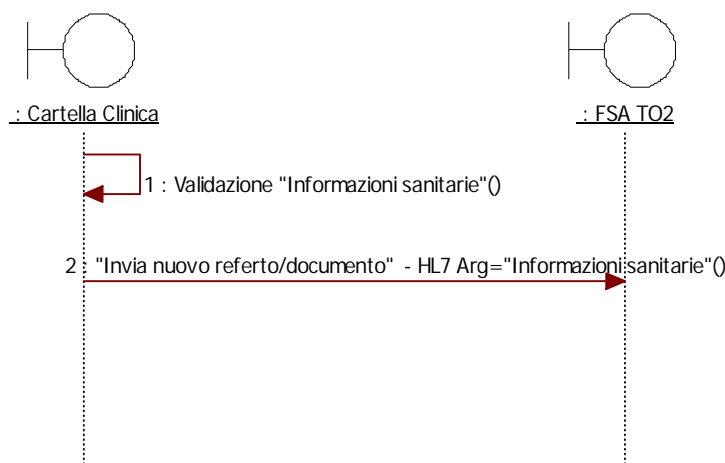 : Cartella Clinica
: FSA TO2
1 : Validazione "Informazioni sanitarie"()
2 : "Invia nuovo referto/documento" - HL7 Arg="Informazioni sanitarie"()